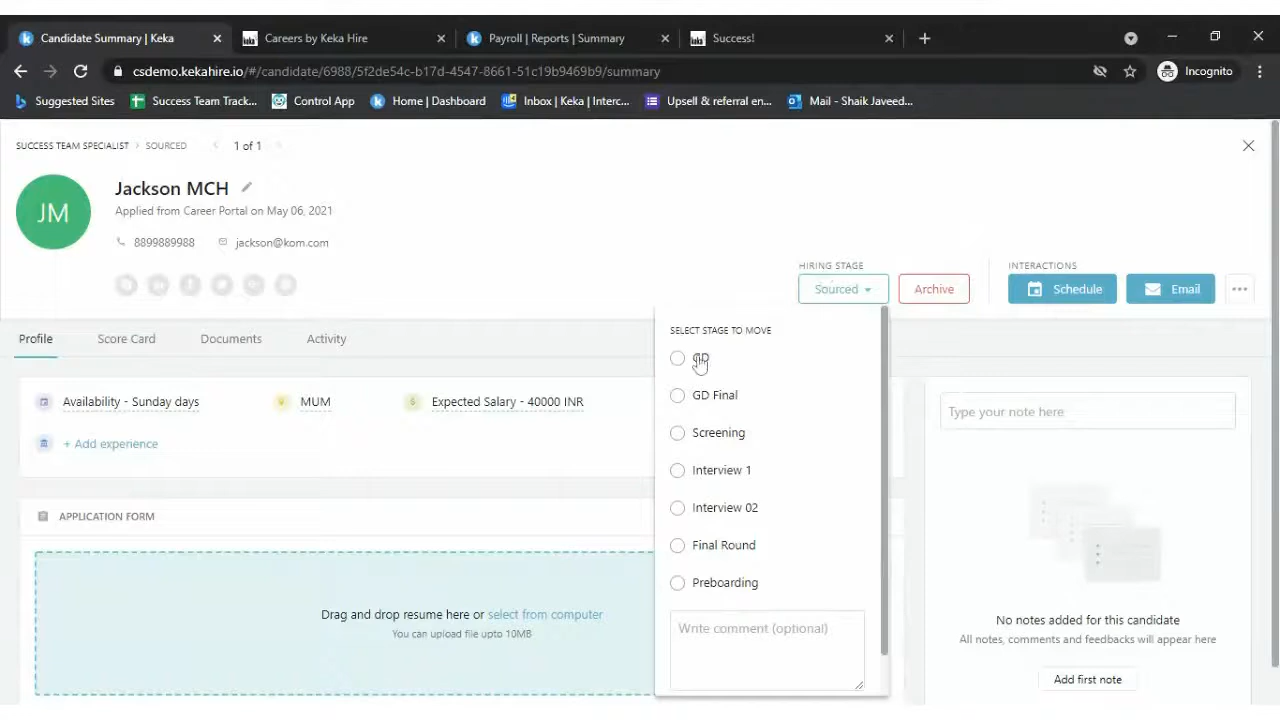 Candidate Summary | Keka
Careers by Keka Hire
Payroll | Reports | Summary
Success!
csdemo.kekahire.io/#/candidate/6988/5f2de54c-b17d-4547-8661-51c19b9469b9/summary
Incognito
Suggested Sites
Success Team Track...
Control App
Home | Dashboard
Inbox | Keka | Interc...
Upsell & referral en...
Mail - Shaik Javeed...
SUCCESS TEAM SPECIALIST > SOURCED
1 of 1
JM
Jackson MCH
Applied from Career Portal on May 06, 2021
8899889988
jackson@kom.com
HIRING STAGE
Sourced
Archive
INTERACTIONS
Schedule
Email
Profile
Score Card
Documents
Activity
SELECT STAGE TO MOVE
GD
GD Final
Screening
Interview 1
Interview 02
Final Round
Preboarding
Write comment (optional)
Availability - Sunday days
MUM
Expected Salary - 40000 INR
+ Add experience
APPLICATION FORM
Drag and drop resume here or select from computer
You can upload file upto 10MB
Type your note here
No notes added for this candidate
All notes, comments and feedbacks will appear here
Add first note